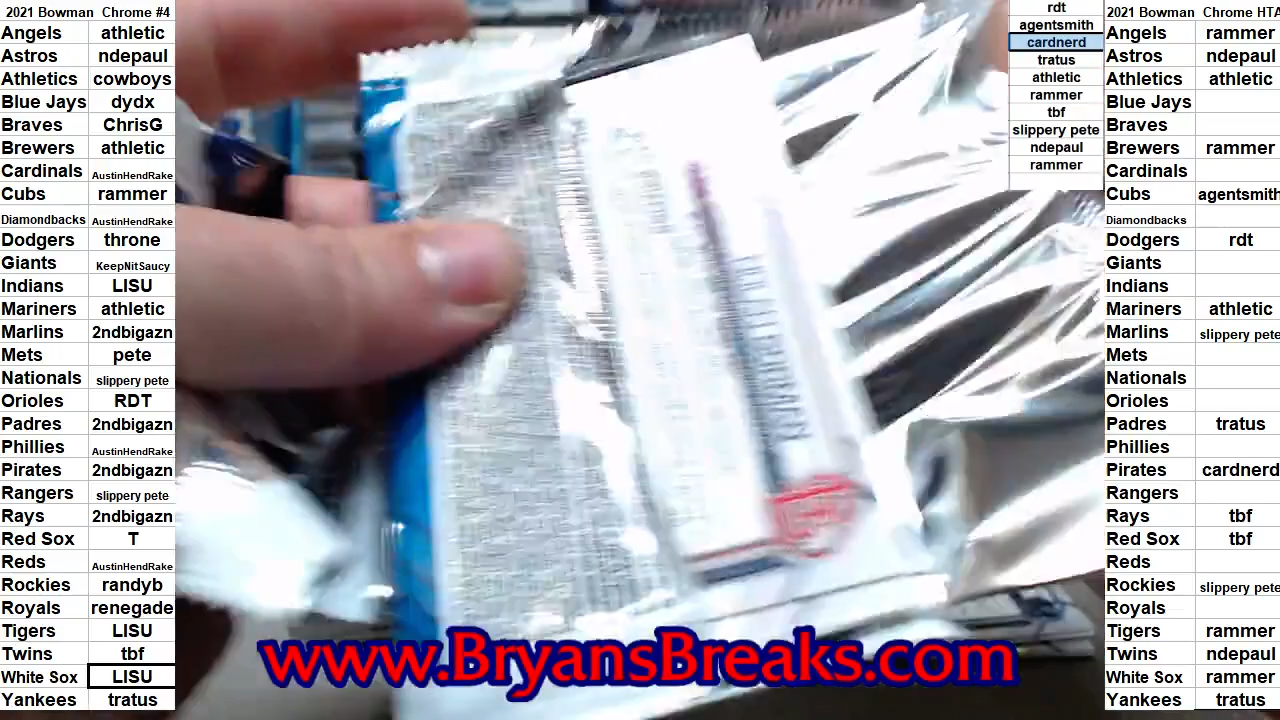 2021 Bowman Chrome #4
Angels athletic
Astros ndepaul
Athletics cowboys
Blue Jays dydx
Braves ChrisG
Brewers athletic
Cardinals AustinHendRake
Cubs rammer
Diamondbacks AustinHendRake
Dodgers throne
Giants KeepNitSaucy
Indians LISU
Mariners athletic
Marlins 2ndbigazn
Mets pete
Nationals slippery pete
Orioles RDT
Padres 2ndbigazn
Phillies AustinHendRake
Pirates 2ndbigazn
Rangers slippery pete
Rays 2ndbigazn
Red Sox T
Reds AustinHendRake
Rockies randyb
Royals renegade
Tigers LISU
Twins tbf
White Sox LISU
Yankees tratus
www.BryansBreaks.com
rdt
agentsmith
cardnerd
tratus
athletic
rammer
tbf
slippery pete
ndepaul
rammer
2021 Bowman Chrome HTA
Angels rammer
Astros ndepaul
Athletics athletic
Blue Jays
Braves
Brewers rammer
Cardinals
Cubs agentsmith
Diamondbacks
Dodgers rdt
Giants
Indians
Mariners athletic
Marlins slippery pete
Mets
Nationals
Orioles
Padres tratus
Phillies
Pirates cardnerd
Rangers
Rays tbf
Red Sox tbf
Reds
Rockies slippery pete
Royals
Tigers rammer
Twins ndepaul
White Sox rammer
Yankees tratus